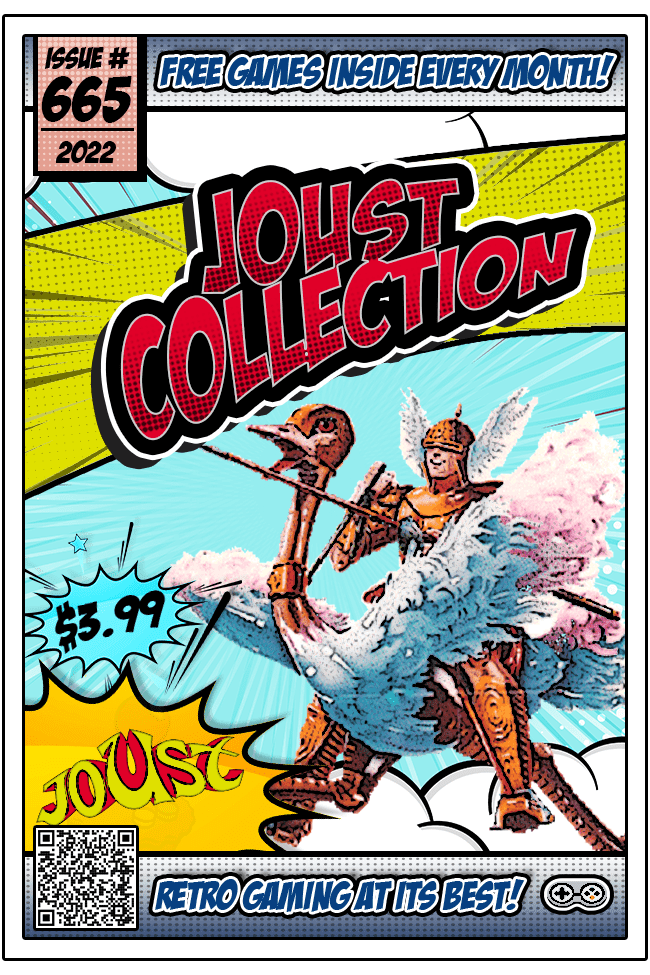 ISSUE #
665
2022
FREE GAMES INSIDE EVERY MONTH!
JOUST
COLLECTION
$3.99
JOUST
RETRO GAMING AT ITS BEST!